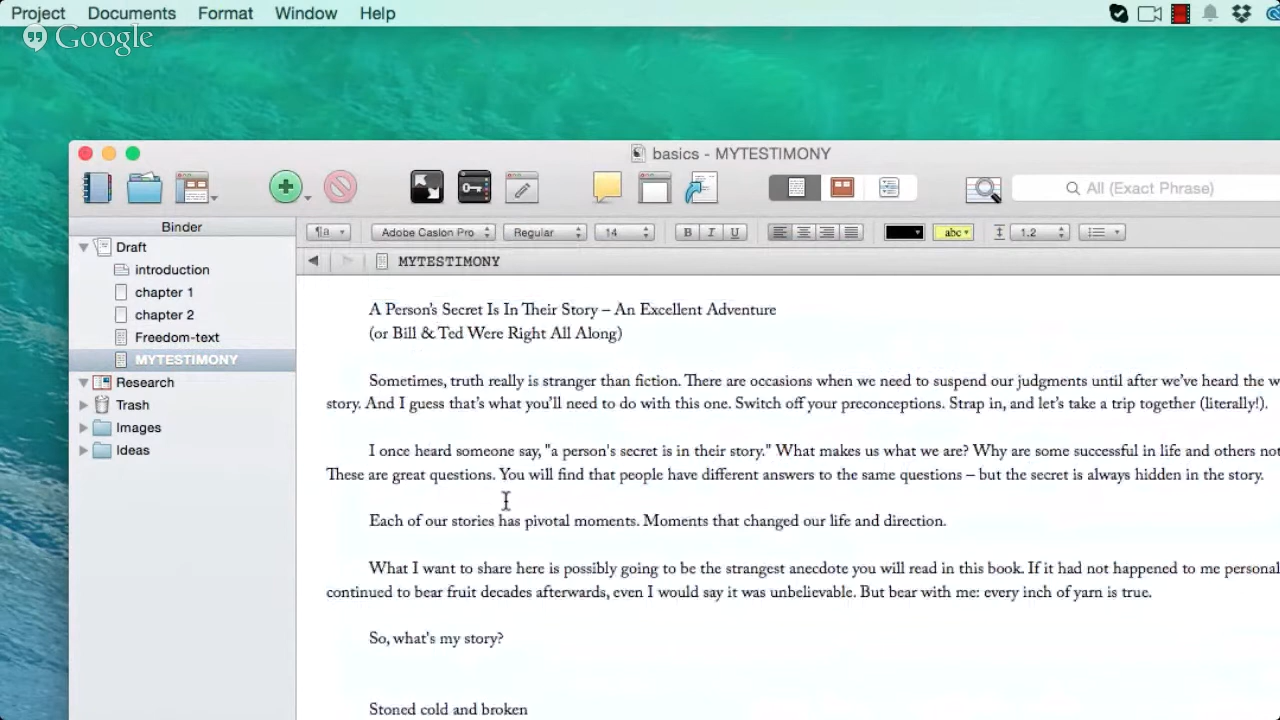 Project Documents Format Window Help
Google
basics - MYTESTIMONY
All (Exact Phrase)
Binder
Adobe Caslon Pro Regular 14 B I U abc 1.2
Draft
MYTESTIMONY
introduction
chapter 1
chapter 2
Freedom-text
MYTESTIMONY
Research
Trash
Images
Ideas
A Person's Secret Is In Their Story – An Excellent Adventure
(or Bill & Ted Were Right All Along)
Sometimes, truth really is stranger than fiction. There are occasions when we need to suspend our judgments until after we've heard the
story. And I guess that's what you'll need to do with this one. Switch off your preconceptions. Strap in, and let's take a trip together (literally!).
I once heard someone say, "a person's secret is in their story." What makes us what we are? Why are some successful in life and others not
These are great questions. You will find that people have different answers to the same questions – but the secret is always hidden in the story.
Each of our stories has pivotal moments. Moments that changed our life and direction.
What I want to share here is possibly going to be the strangest anecdote you will read in this book. If it had not happened to me personal
continued to bear fruit decades afterwards, even I would say it was unbelievable. But bear with me: every inch of yarn is true.
So, what's my story?
Stoned cold and broken